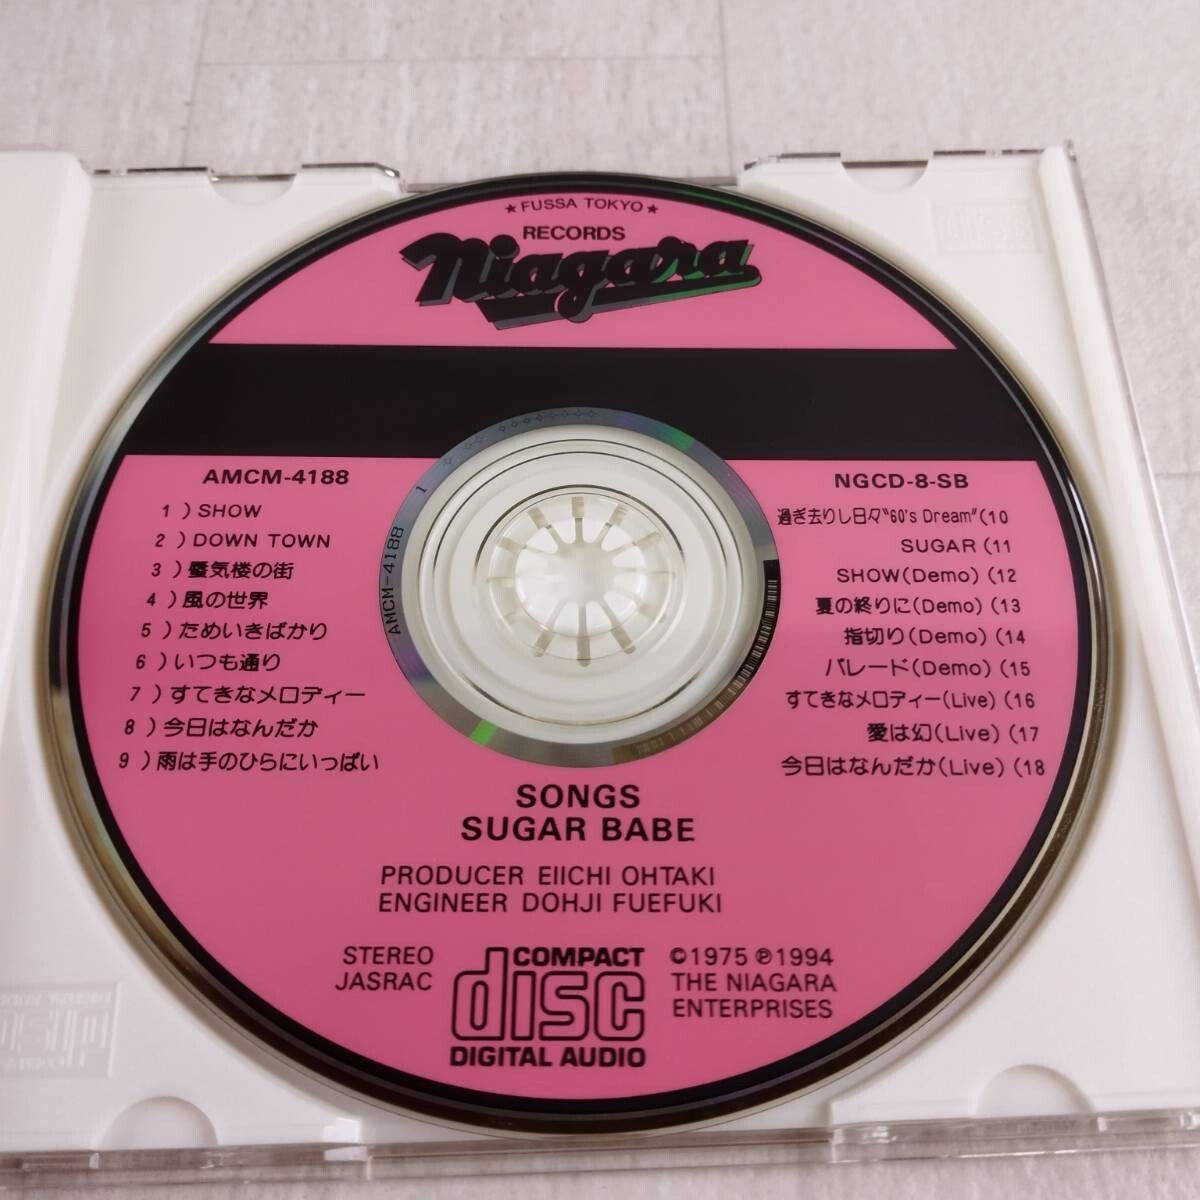 ★FUSSA TOKYO★
RECORDS
Niagara
AMCM-4188
1）SHOW
2）DOWN TOWN
3）蜃気楼の街
4）風の世界
5）ためいきばかり
6）いつも通り
7）すてきなメロディー
8）今日はなんだか
9）雨は手のひらにいっぱい
NGCD-8-SB
過ぎ去りし日々"60's Dream"(10
SUGAR (11
SHOW(Demo) (12
夏の終りに(Demo) (13
指切り(Demo) (14
パレード(Demo) (15
すてきなメロディー(Live) (16
愛は幻(Live) (17
今日はなんだか(Live) (18
AMCM-4188 1
SONGS
SUGAR BABE
PRODUCER EIICHI OHTAKI
ENGINEER DOHJI FUEFUKI
STEREO
JASRAC
COMPACT
disc
DIGITAL AUDIO
©1975 ℗1994
THE NIAGARA
ENTERPRISES